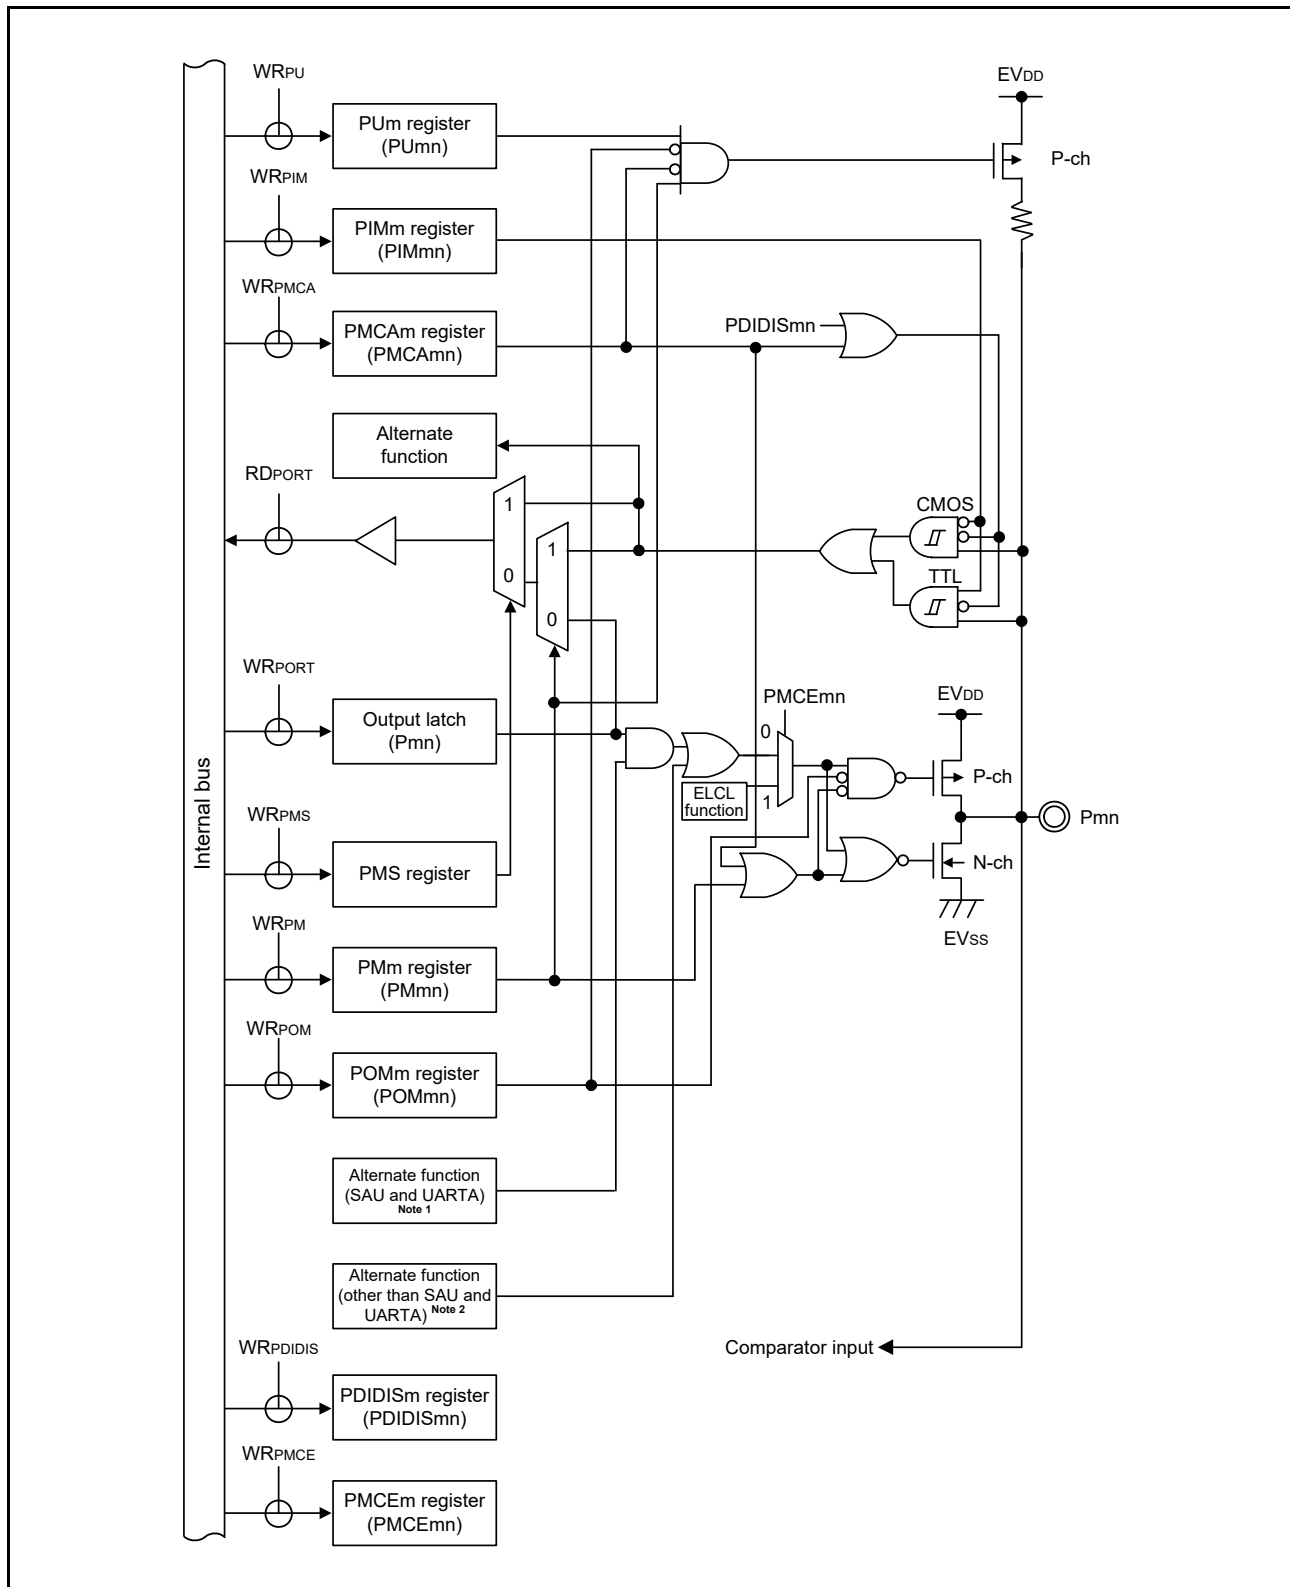 WRPU
EVDD
PUm register
(PUmn)
P-ch
WRPIM
PIMm register
(PIMmn)
WRPMCA
PMCAm register
(PMCAmn)
PDIDISmn
Alternate
function
RDPORT
1
0
1
0
CMOS
TTL
WRPORT
Output latch
(Pmn)
PMCEmn
0
1
ELCL
function
EVDD
P-ch
Pmn
N-ch
EVSS
Internal bus
WRPMS
PMS register
WRPM
PMm register
(PMmn)
WRPOM
POMm register
(POMmn)
Alternate function
(SAU and UARTA)
Note 1
Alternate function
(other than SAU and
UARTA) Note 2
WRPDIDIS
Comparator input
PDIDISm register
(PDIDISmn)
WRPMCE
PMCEm register
(PMCEmn)